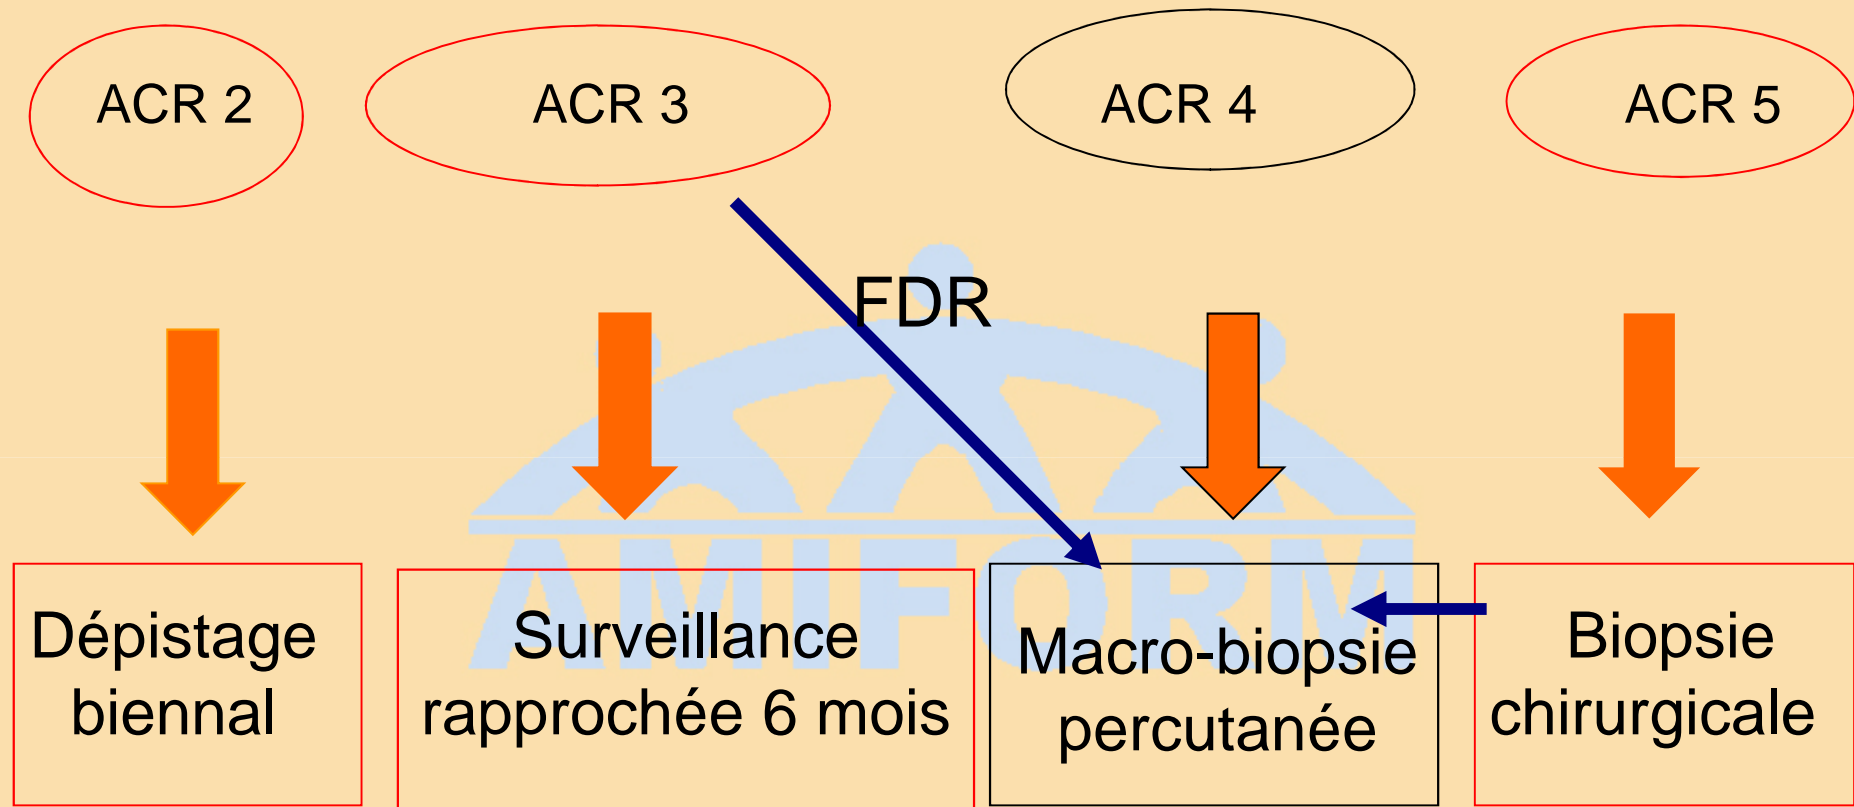 ACR 2
ACR 3
ACR 4
ACR 5
FDR
AMIFORM
Dépistage
biennal
Surveillance
rapprochée 6 mois
Macro-biopsie
percutanée
Biopsie
chirurgicale